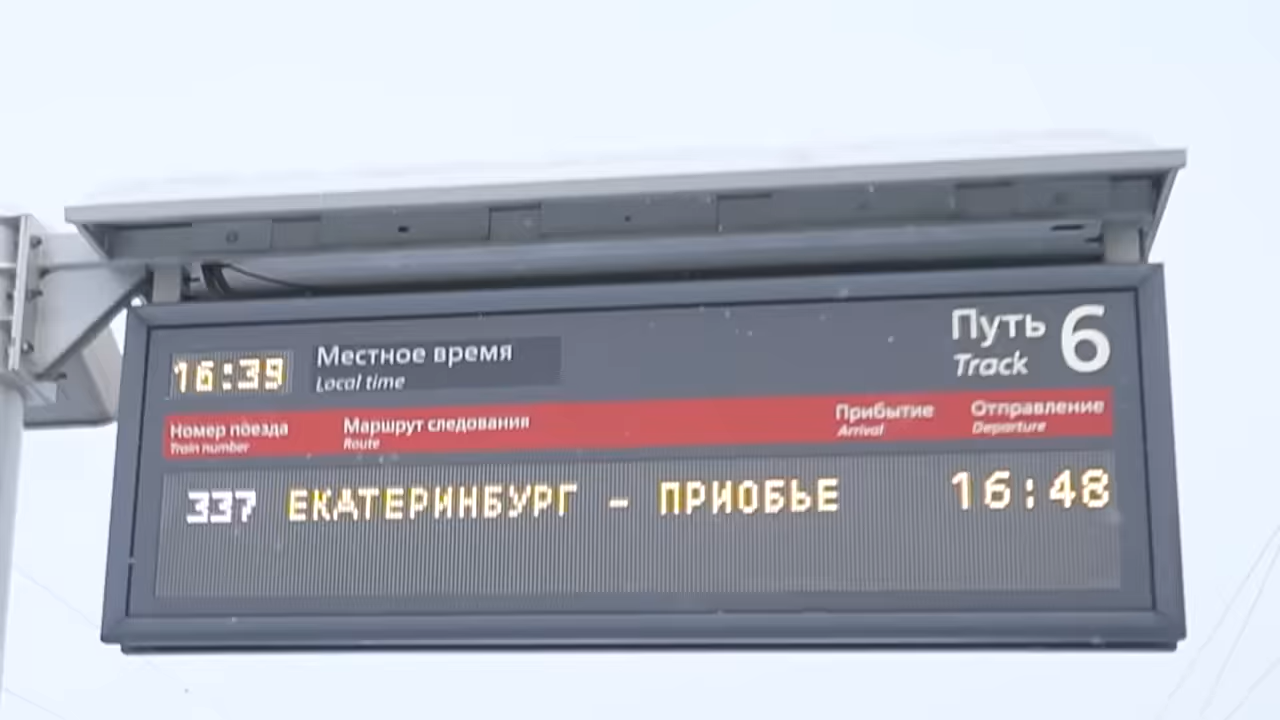 Путь 6
Track
16:39 Местное время
Local time
Номер поезда Маршрут следования Прибытие Отправление
Train number Route Arrival Departure
337 ЕКАТЕРИНБУРГ - ПРИОБЬЕ 16:48